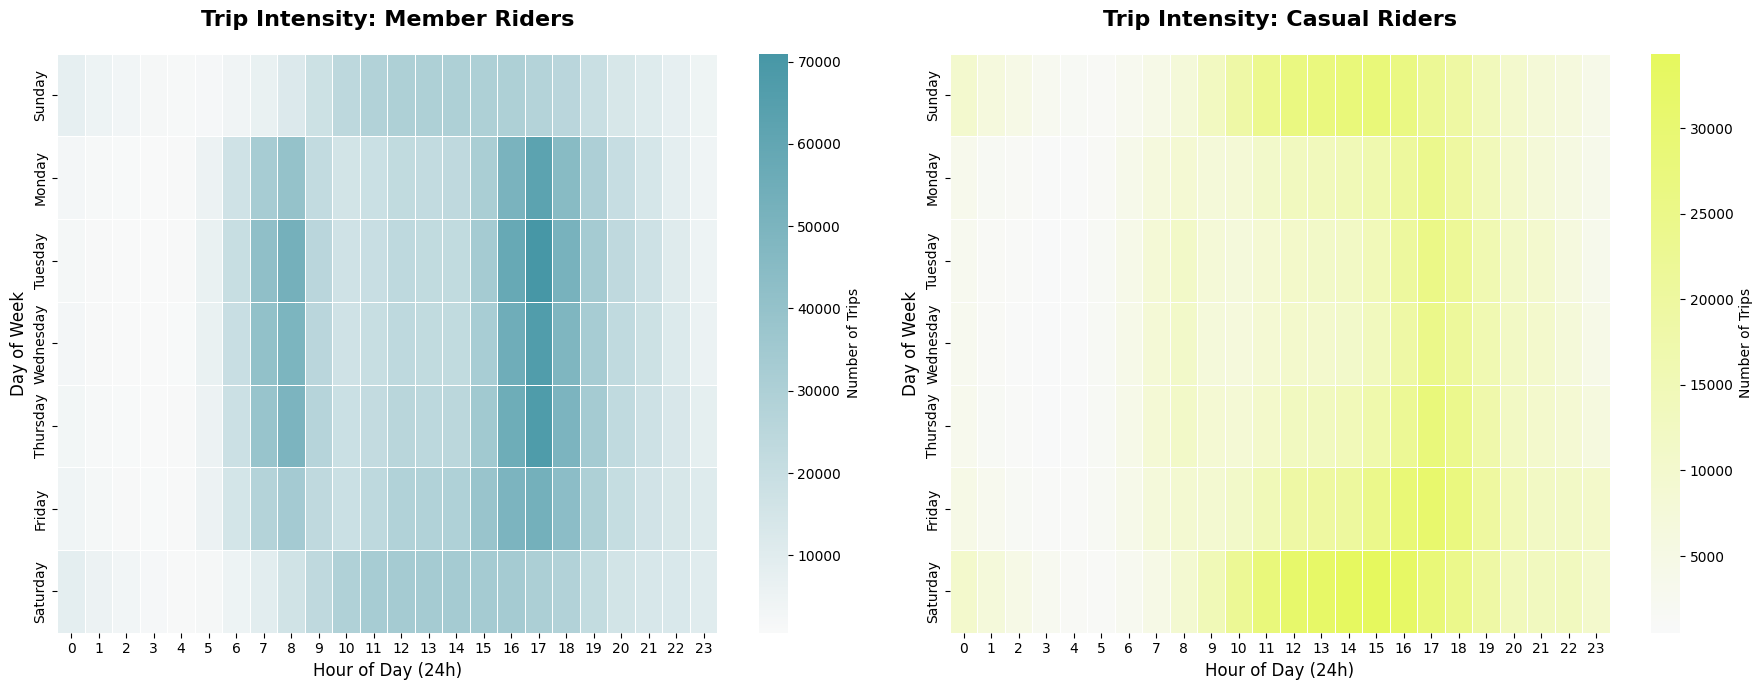 Trip Intensity: Member Riders
Day of Week
Sunday
Monday
Tuesday
Wednesday
Thursday
Friday
Saturday
0 1 2 3 4 5 6 7 8 9 10 11 12 13 14 15 16 17 18 19 20 21 22 23
Hour of Day (24h)
70000
60000
50000
40000
30000
20000
10000
Number of Trips
Trip Intensity: Casual Riders
Day of Week
Sunday
Monday
Tuesday
Wednesday
Thursday
Friday
Saturday
0 1 2 3 4 5 6 7 8 9 10 11 12 13 14 15 16 17 18 19 20 21 22 23
Hour of Day (24h)
30000
25000
20000
15000
10000
5000
Number of Trips